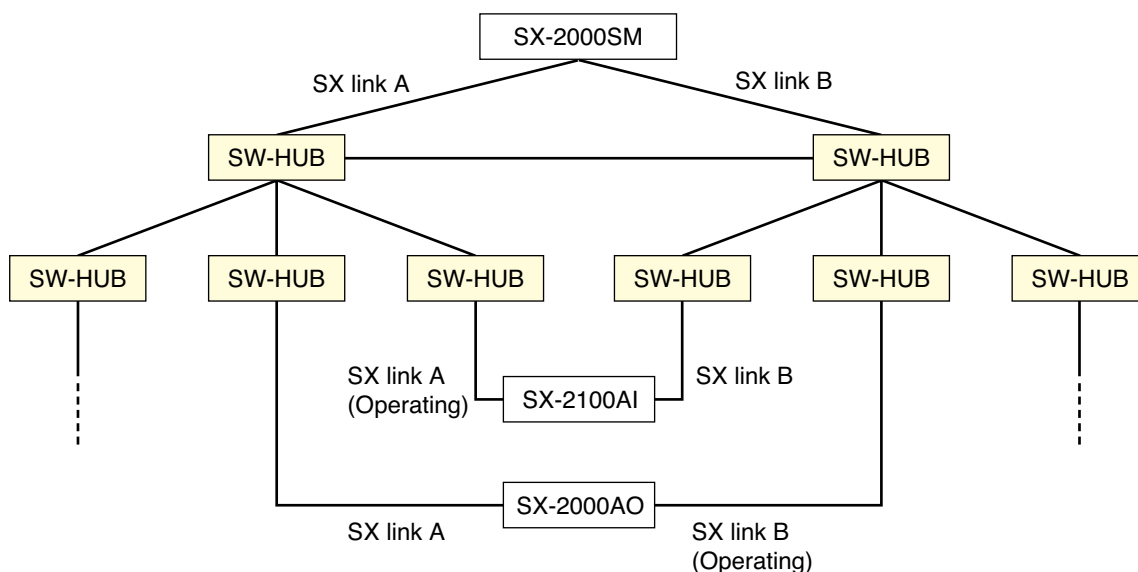 SX-2000SM
SX link A
SX link B
SW-HUB
SW-HUB
SW-HUB
SW-HUB
SW-HUB
SW-HUB
SW-HUB
SW-HUB
SX link A
(Operating)
SX-2100AI
SX link B
SX-2000AO
SX link A
SX link B
(Operating)